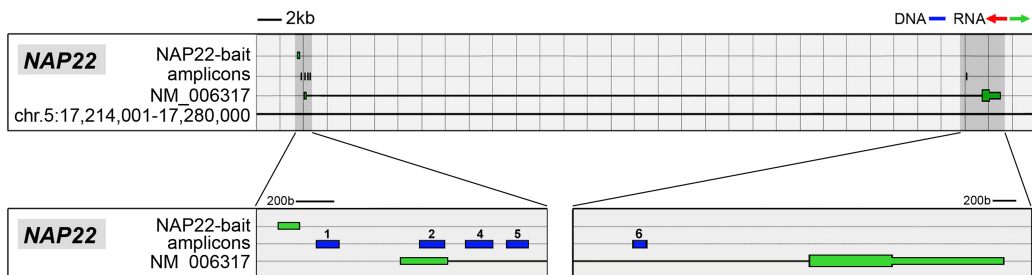 2kb
DNA RNA
NAP22
NAP22-bait
amplicons
NM_006317
chr.5:17,214,001-17,280,000
200b
200b
NAP22
NAP22-bait
amplicons
NM_006317
1 2 4 5 6